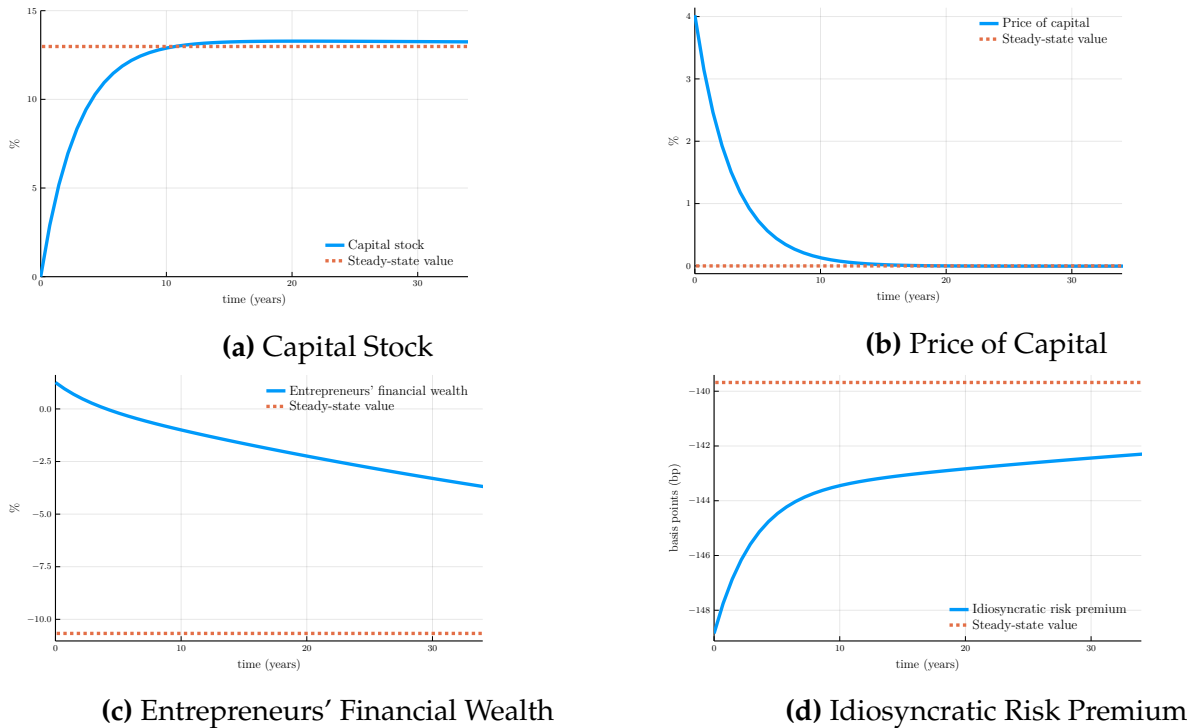 15
10
5
0
%
0
10
20
30
time (years)
Capital stock
Steady-state value
(a) Capital Stock
4
3
2
1
0
%
0
10
20
30
time (years)
Price of capital
Steady-state value
(b) Price of Capital
0.0
−2.5
−5.0
−7.5
−10.0
%
0
10
20
30
time (years)
Entrepreneurs' financial wealth
Steady-state value
(c) Entrepreneurs' Financial Wealth
−140
−142
−144
−146
−148
basis points (bp)
0
10
20
30
time (years)
Idiosyncratic risk premium
Steady-state value
(d) Idiosyncratic Risk Premium